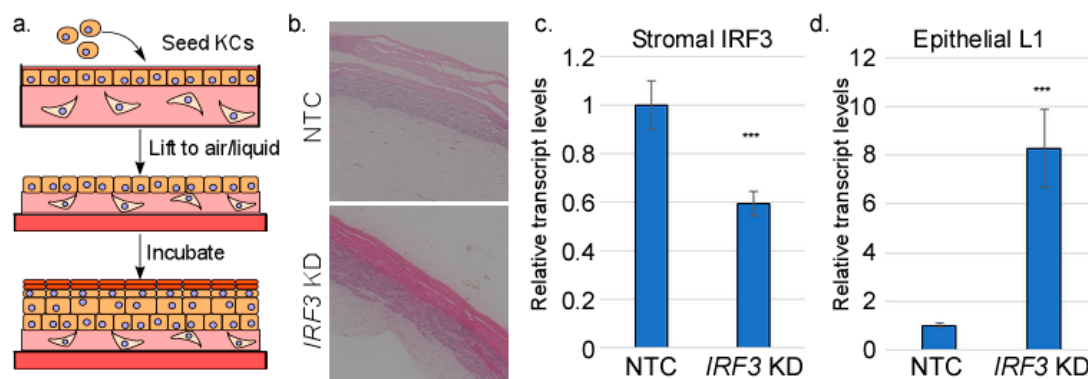 a.
Seed KCs
Lift to air/liquid
Incubate
b.
NTC
IRF3 KD
c.
Stromal IRF3
Relative transcript levels
1.2
1
0.8
0.6
0.4
0.2
0
***
NTC IRF3 KD
d.
Epithelial L1
Relative transcript levels
12
10
8
6
4
2
0
***
NTC IRF3 KD